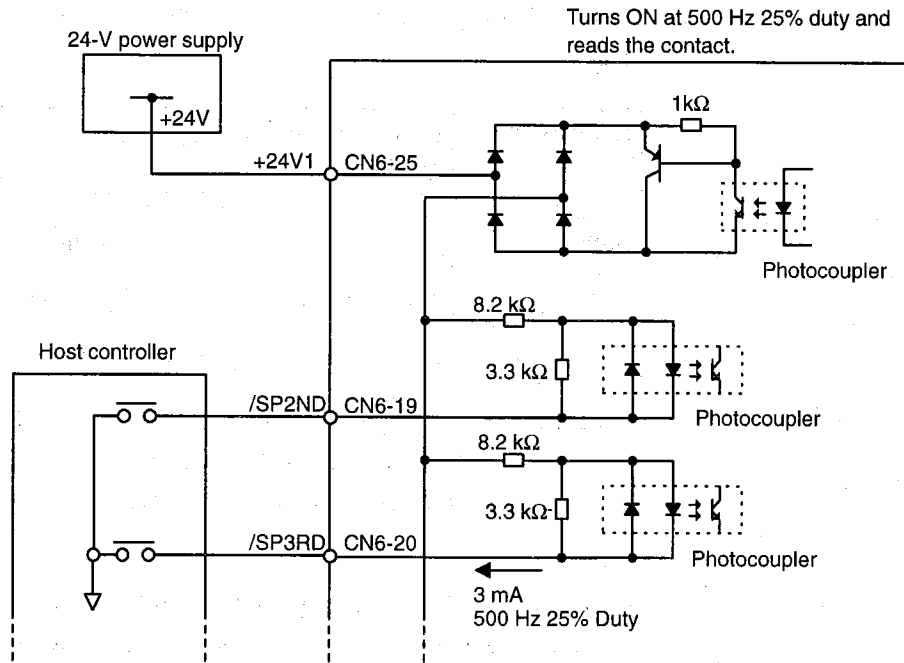 Turns ON at 500 Hz 25% duty and
reads the contact.
24-V power supply
+24V
1kΩ
+24V1
CN6-25
Photocoupler
8.2 kΩ
Host controller
3.3 kΩ
/SP2ND
CN6-19
Photocoupler
8.2 kΩ
3.3 kΩ
/SP3RD
CN6-20
Photocoupler
3 mA
500 Hz 25% Duty